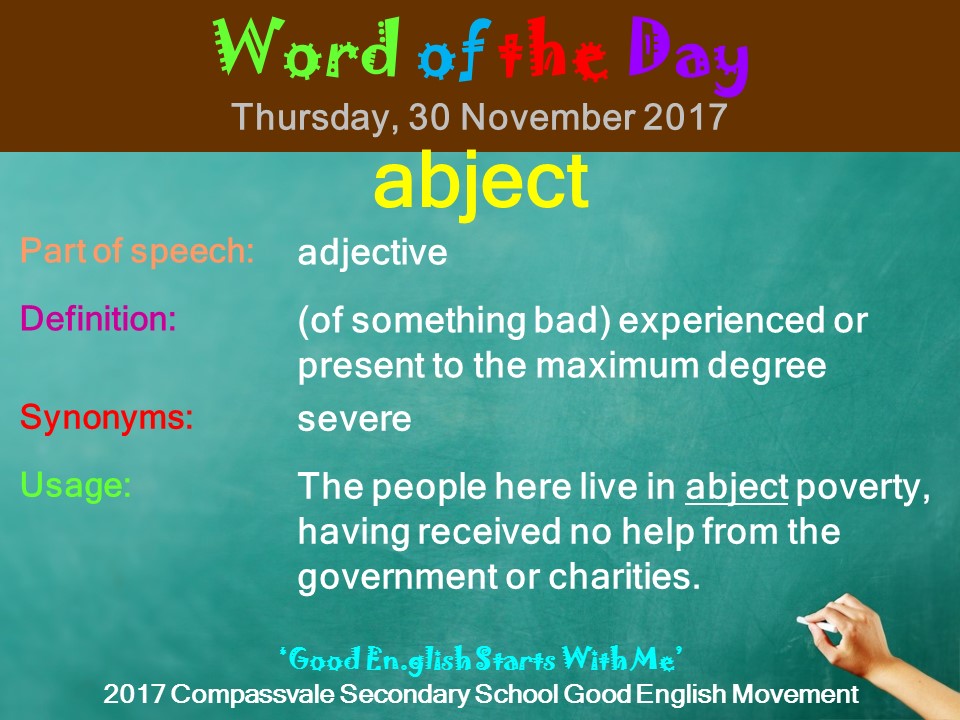 Word of the Day
Thursday, 30 November 2017
abject
Part of speech: adjective
Definition: (of something bad) experienced or
present to the maximum degree
Synonyms: severe
Usage: The people here live in abject poverty,
having received no help from the
government or charities.
‘Good En.glish Starts With Me’
2017 Compassvale Secondary School Good English Movement